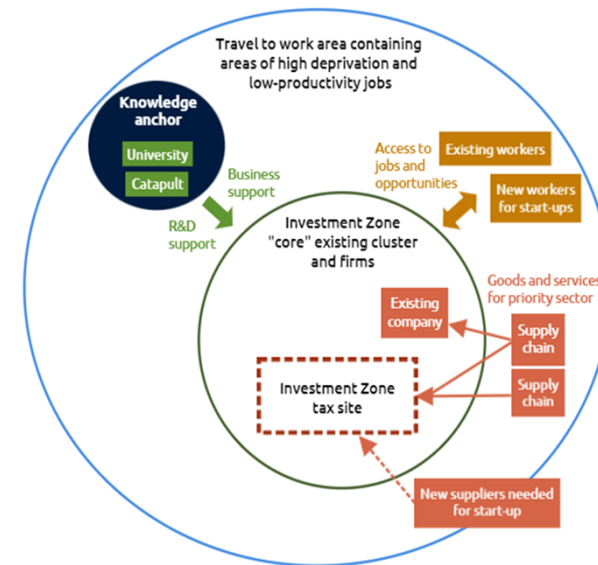 Travel to work area containing
areas of high deprivation and
low-productivity jobs
Knowledge
anchor
University
Catapult
Business
support
R&D
support
Access to
jobs and
opportunities
Existing workers
New workers
for start-ups
Investment Zone
"core" existing cluster
and firms
Goods and services
for priority sector
Existing
company
Supply
chain
Supply
chain
Investment Zone
tax site
New suppliers needed
for start-up